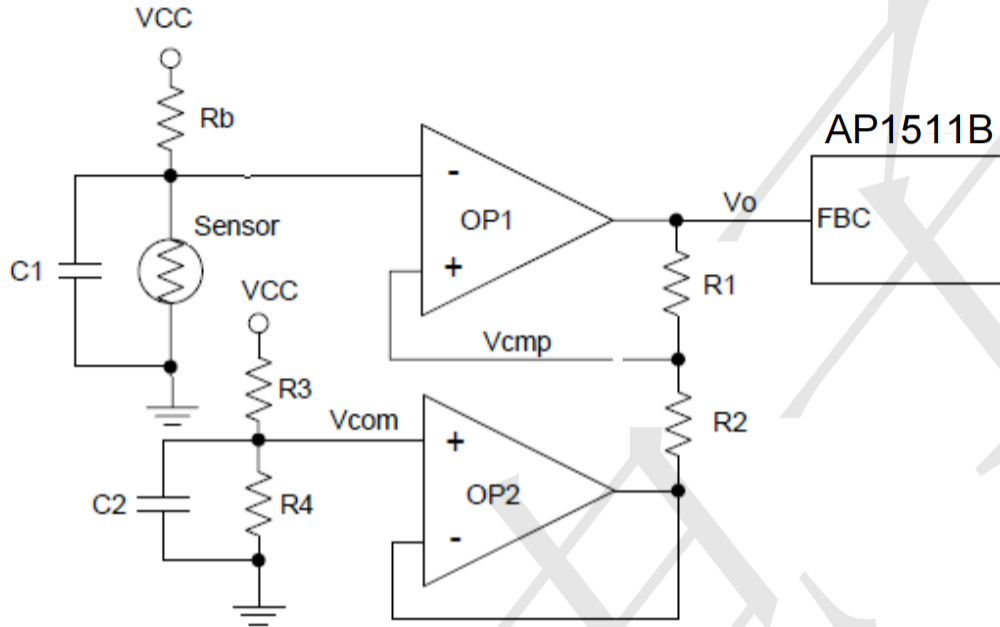 VCC
Rb
AP1511B
-
OP1
Vo
FBC
Sensor
+
C1
VCC
R1
Vcmp
R3
Vcom
+
R2
OP2
C2
R4
-